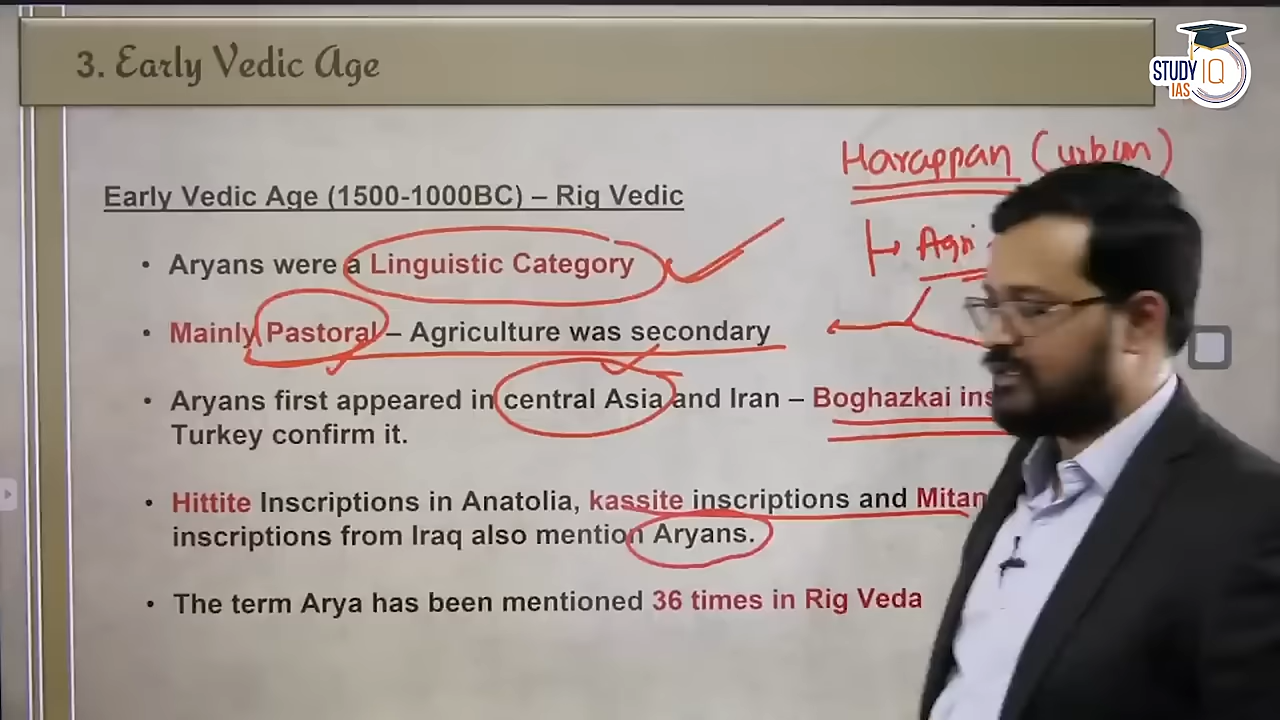 3. Early Vedic Age
STUDY IQ
IAS
Harappan (urban)
Early Vedic Age (1500-1000BC) – Rig Vedic
Agri
• Aryans were a Linguistic Category
• Mainly Pastoral – Agriculture was secondary
• Aryans first appeared in central Asia and Iran – Boghazkai ins
Turkey confirm it.
• Hittite Inscriptions in Anatolia, kassite inscriptions and Mitan
inscriptions from Iraq also mention Aryans.
• The term Arya has been mentioned 36 times in Rig Veda